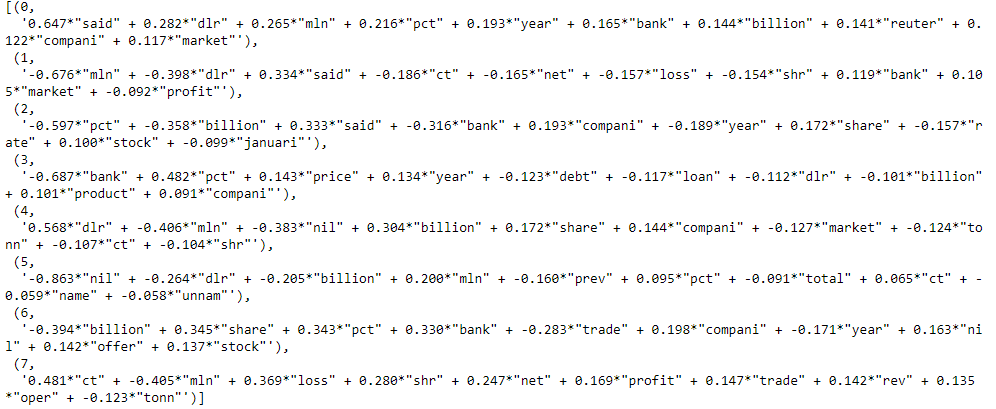 [(0,
'0.647*"said" + 0.282*"dlr" + 0.265*"mln" + 0.216*"pct" + 0.193*"year" + 0.165*"bank" + 0.144*"billion" + 0.141*"reuter" + 0.
122*"compani" + 0.117*"market"'),
(1,
'-0.676*"mln" + -0.398*"dlr" + 0.334*"said" + -0.186*"ct" + -0.165*"net" + -0.157*"loss" + -0.154*"shr" + 0.119*"bank" + 0.10
5*"market" + -0.092*"profit"'),
(2,
'-0.597*"pct" + -0.358*"billion" + 0.333*"said" + -0.316*"bank" + 0.193*"compani" + -0.189*"year" + 0.172*"share" + -0.157*"r
ate" + 0.100*"stock" + -0.099*"januari"'),
(3,
'-0.687*"bank" + 0.482*"pct" + 0.143*"price" + 0.134*"year" + -0.123*"debt" + -0.117*"loan" + -0.112*"dlr" + -0.101*"billion"
+ 0.101*"product" + 0.091*"compani"'),
(4,
'0.568*"dlr" + -0.406*"mln" + -0.383*"nil" + 0.304*"billion" + 0.172*"share" + 0.144*"compani" + -0.127*"market" + -0.124*"to
nn" + -0.107*"ct" + -0.104*"shr"'),
(5,
'-0.863*"nil" + -0.264*"dlr" + -0.205*"billion" + 0.200*"mln" + -0.160*"prev" + 0.095*"pct" + -0.091*"total" + 0.065*"ct" + -
0.059*"name" + -0.058*"unnam"'),
(6,
'-0.394*"billion" + 0.345*"share" + 0.343*"pct" + 0.330*"bank" + -0.283*"trade" + 0.198*"compani" + -0.171*"year" + 0.163*"ni
l" + 0.142*"offer" + 0.137*"stock"'),
(7,
'0.481*"ct" + -0.405*"mln" + 0.369*"loss" + 0.280*"shr" + 0.247*"net" + 0.169*"profit" + 0.147*"trade" + 0.142*"rev" + 0.135
*"oper" + -0.123*"tonn"')]